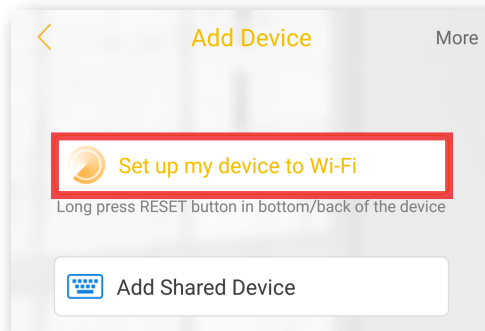 Add Device
More
Set up my device to Wi-Fi
Long press RESET button in bottom/back of the device
Add Shared Device